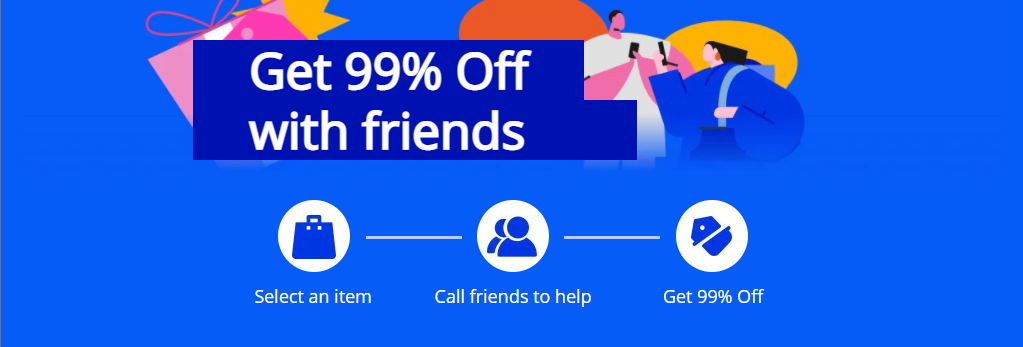 Get 99% Off
with friends
Select an item
Call friends to help
Get 99% Off